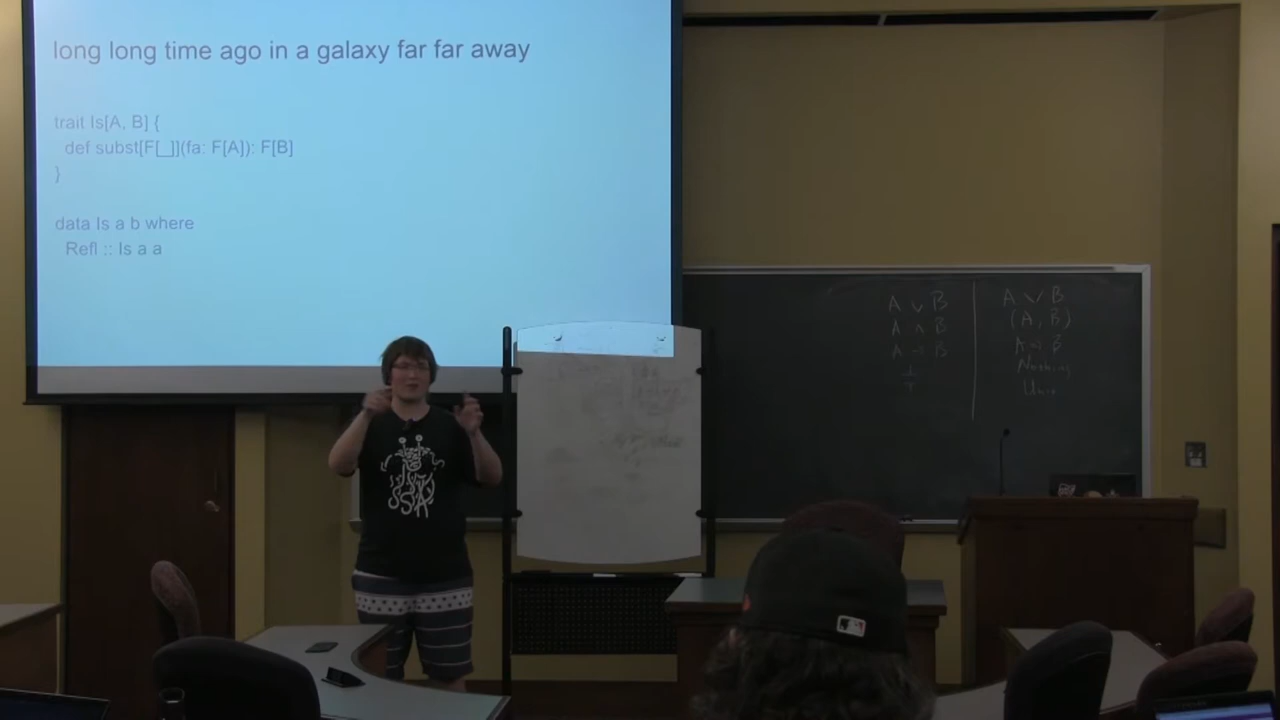 long long time ago in a galaxy far far away
trait Is[A, B] {
def subst[F[_]](fa: F[A]): F[B]
}
data Is a b where
Refl :: Is a a
A ∨ B
A ∧ B
A → B
⊥
⊤
A \/ B
(A, B)
A → B
Nothing
Unit